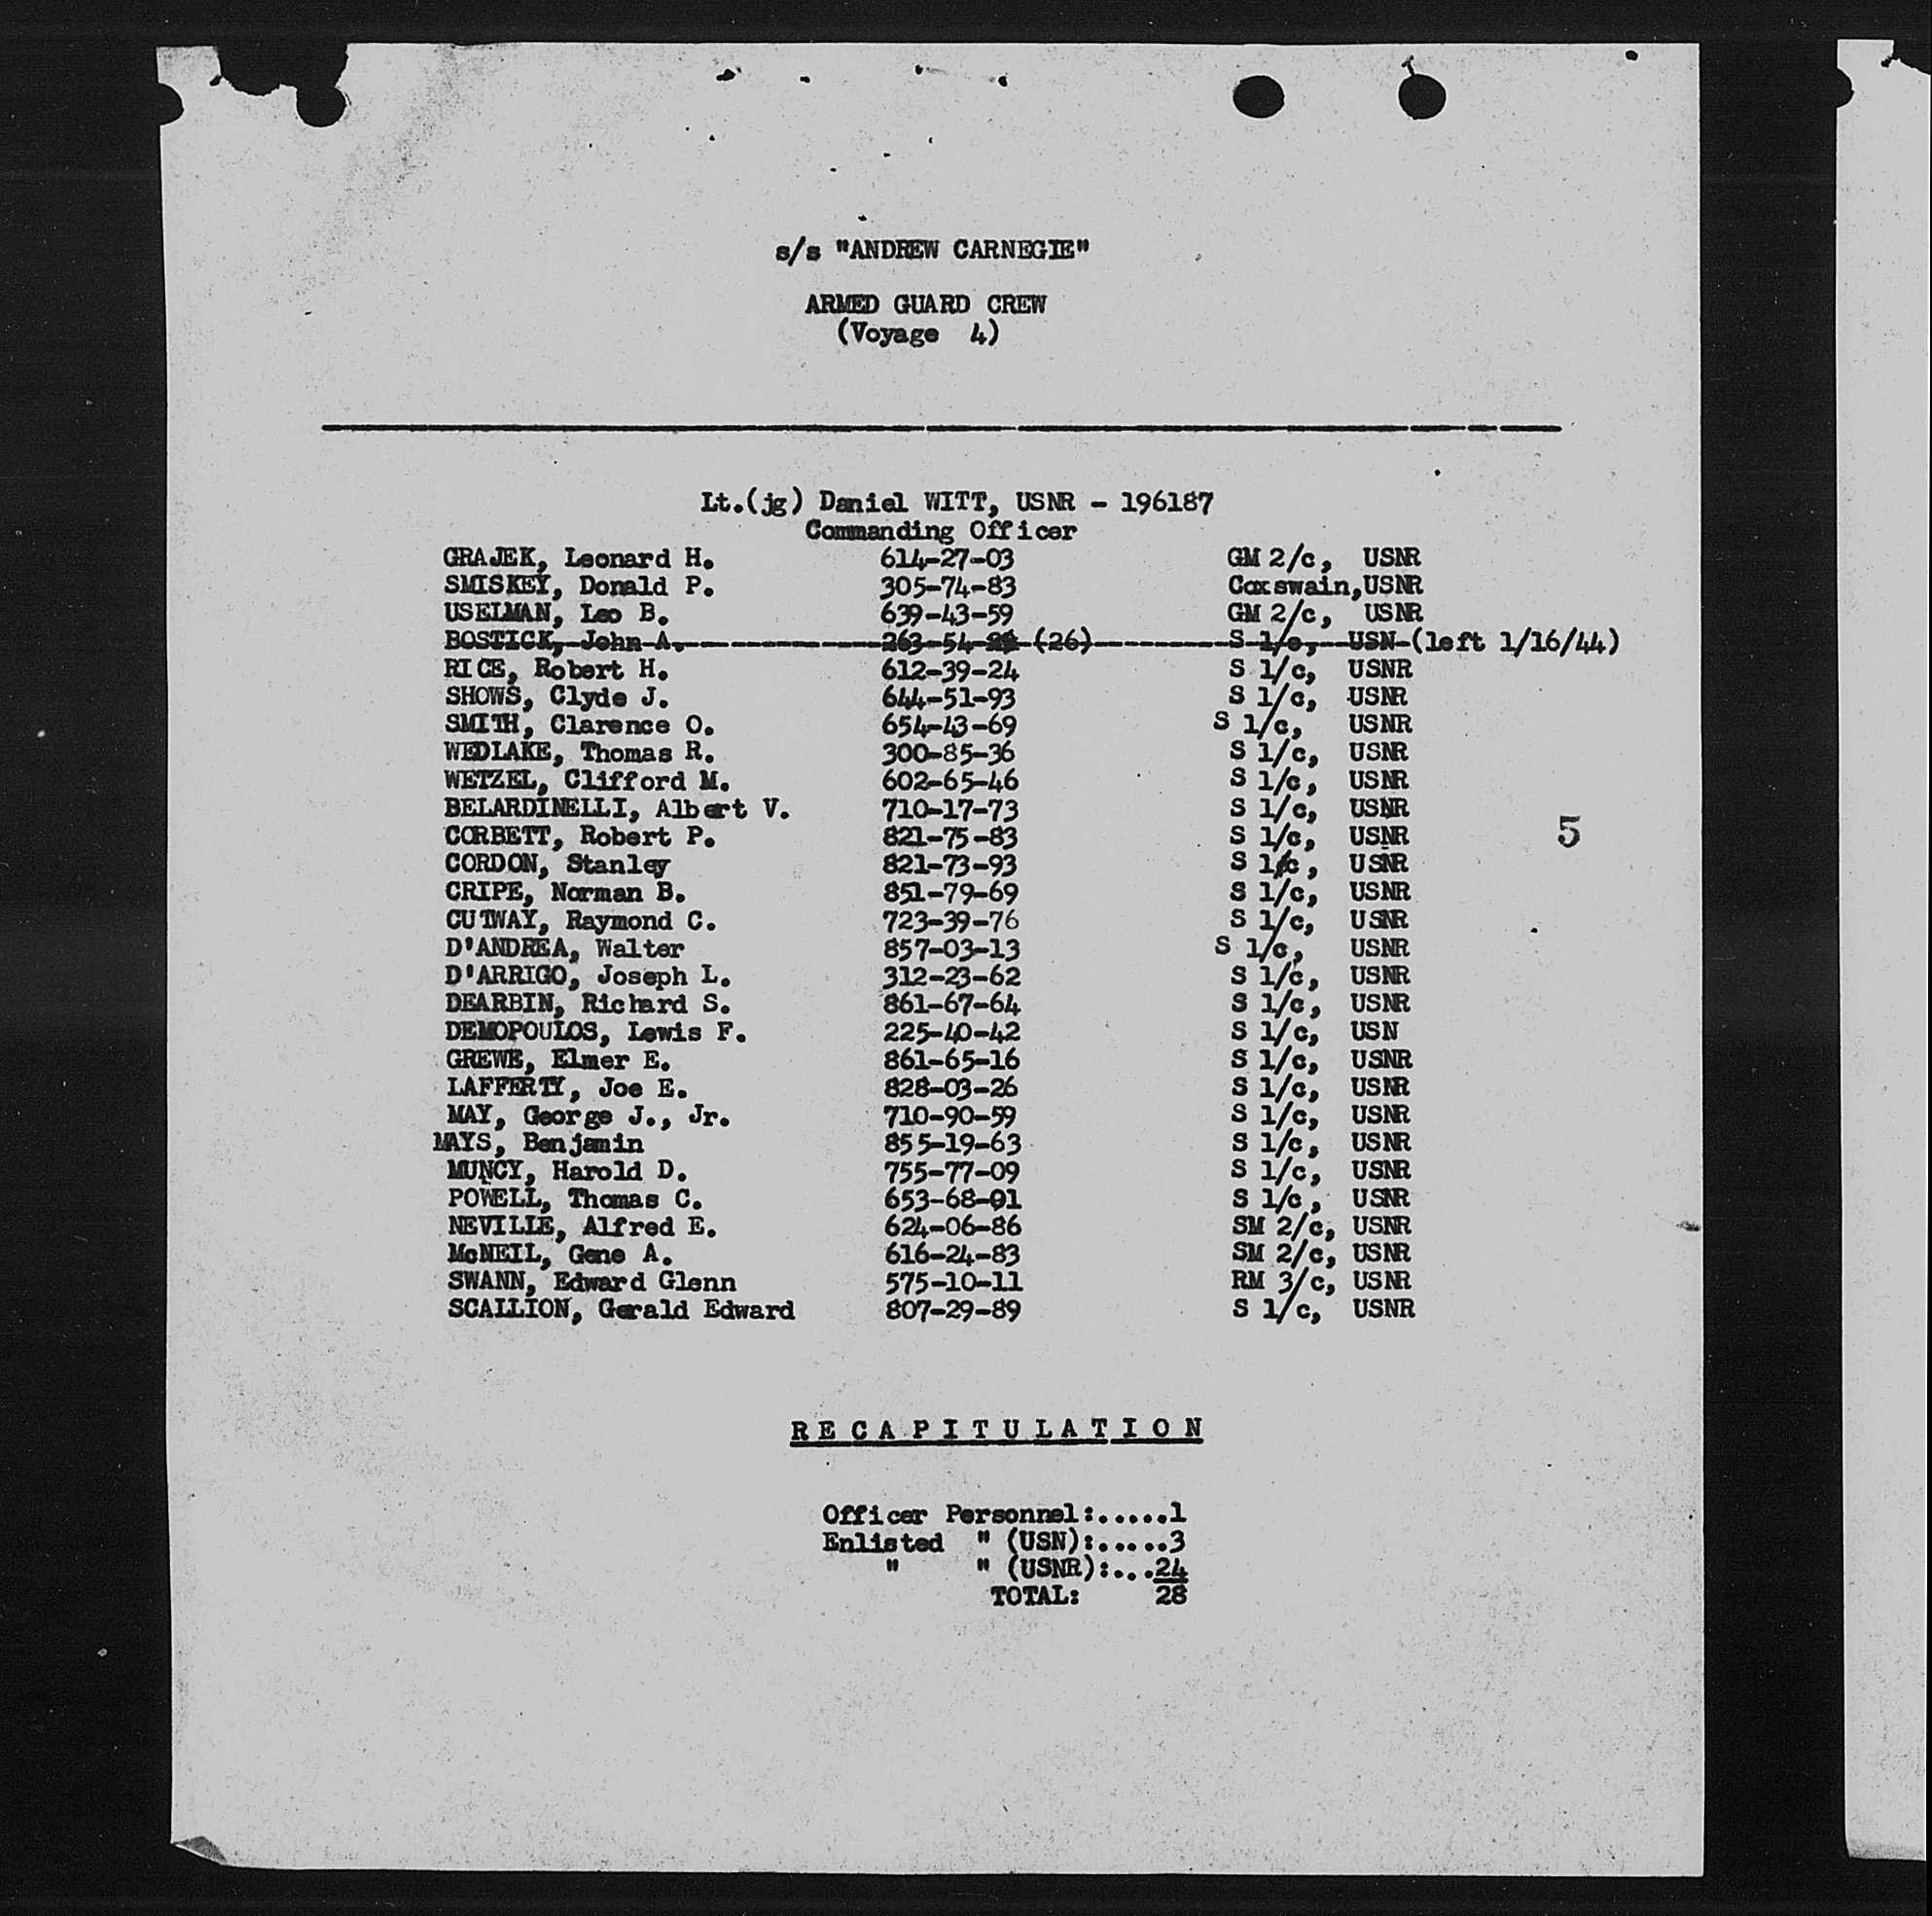 s/s "ANDREW CARNEGIE"
ARMED GUARD CREW
(Voyage 4)
Lt.(jg) Daniel WITT, USNR - 196187
Commanding Officer
GRAJEK, Leonard H. 614-27-03 GM 2/c, USNR
SMISKEY, Donald P. 305-74-83 Coxswain, USNR
USELMAN, Leo B. 639-43-59 GM 2/c, USNR
BOSTICK, John A. 263-54- (26) S 1/c, USN (left 1/16/44)
RICE, Robert H. 612-39-24 S 1/c, USNR
SHOWS, Clyde J. 644-51-93 S 1/c, USNR
SMITH, Clarence O. 654-43-69 S 1/c, USNR
WEDLAKE, Thomas R. 300-85-36 S 1/c, USNR
WETZEL, Clifford M. 602-65-46 S 1/c, USNR
BELARDINELLI, Albert V. 710-17-73 S 1/c, USNR
CORBETT, Robert P. 821-75-83 S 1/c, USNR
5
CORDON, Stanley 821-73-93 S 1/c, USNR
CRIPE, Norman B. 851-79-69 S 1/c, USNR
CUTWAY, Raymond C. 723-39-76 S 1/c, USNR
D'ANDREA, Walter 857-03-13 S 1/c, USNR
D'ARRIGO, Joseph L. 312-23-62 S 1/c, USNR
DEARBIN, Richard S. 861-67-64 S 1/c, USNR
DEMOPOULOS, Lewis F. 225-40-42 S 1/c, USN
GREWE, Elmer E. 861-65-16 S 1/c, USNR
LAFFERTY, Joe E. 828-03-26 S 1/c, USNR
MAY, George J., Jr. 710-90-59 S 1/c, USNR
MAYS, Benjamin 855-19-63 S 1/c, USNR
MUNCY, Harold D. 755-77-09 S 1/c, USNR
POWELL, Thomas C. 653-68-01 S 1/c, USNR
NEVILLE, Alfred E. 624-06-86 SM 2/c, USNR
McNEIL, Gene A. 616-24-83 SM 2/c, USNR
SWANN, Edward Glenn 575-10-11 RM 3/c, USNR
SCALLION, Gerald Edward 807-29-89 S 1/c, USNR
RECAPITULATION
Officer Personnel:.....1
Enlisted " (USN):.....3
" " (USNR):...24
TOTAL: 28